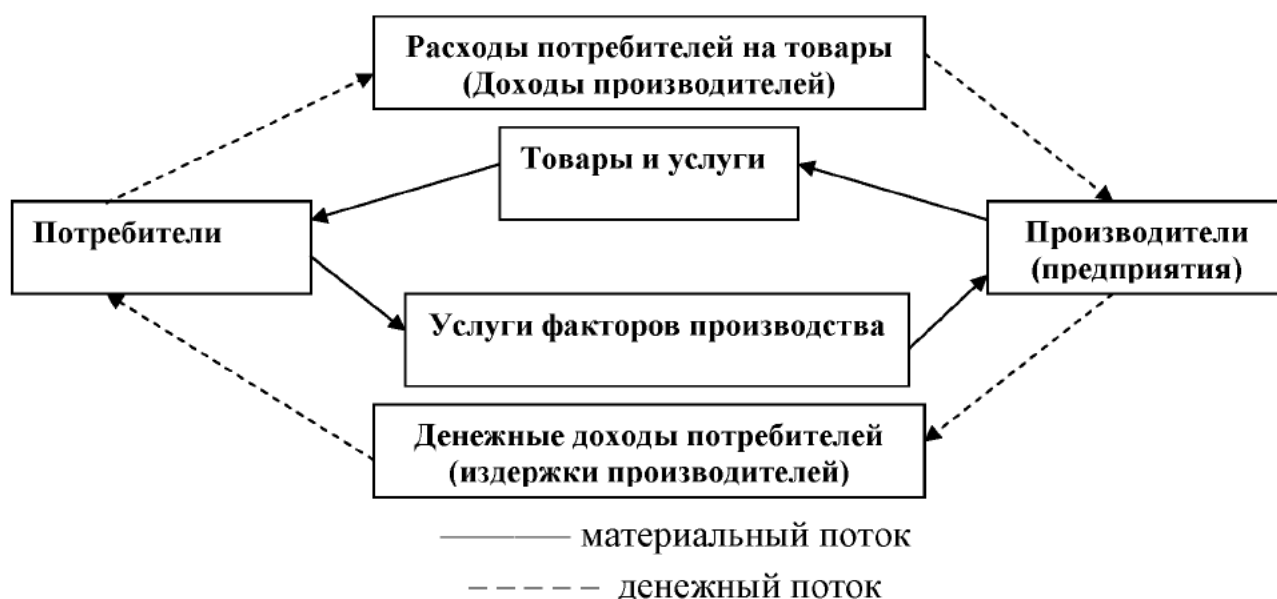 Расходы потребителей на товары
(Доходы производителей)
Товары и услуги
Потребители
Производители
(предприятия)
Услуги факторов производства
Денежные доходы потребителей
(издержки производителей)
материальный поток
денежный поток